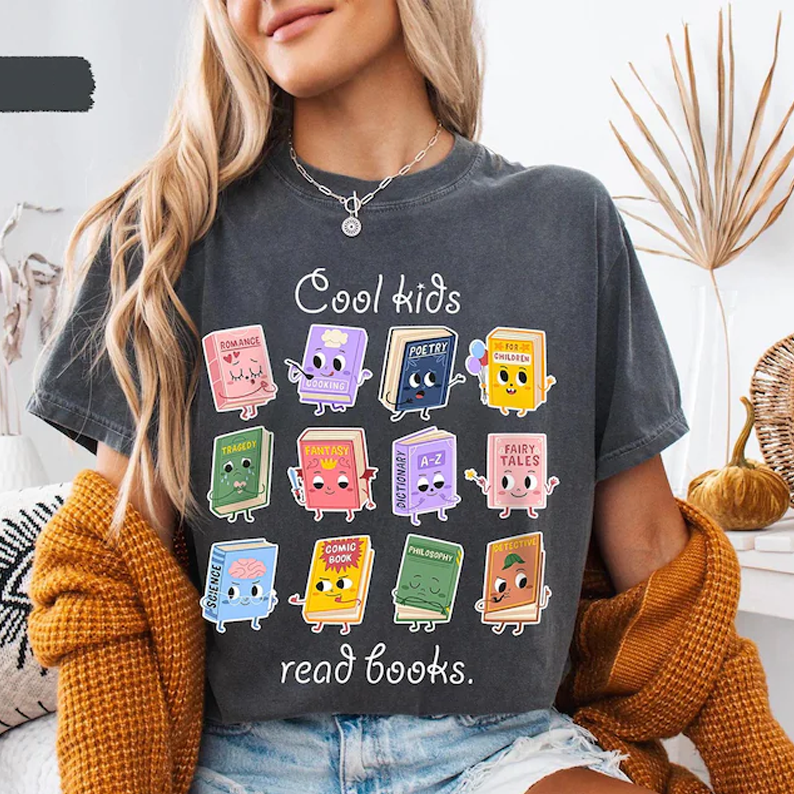 Cool kids
ROMANCE
COOKING
POETRY
FOR
CHILDREN
TRAGEDY
FANTASY
DICTIONARY
A-Z
FAIRY
TALES
SCIENCE
COMIC
BOOK
PHILOSOPHY
DETECTIVE
read books.